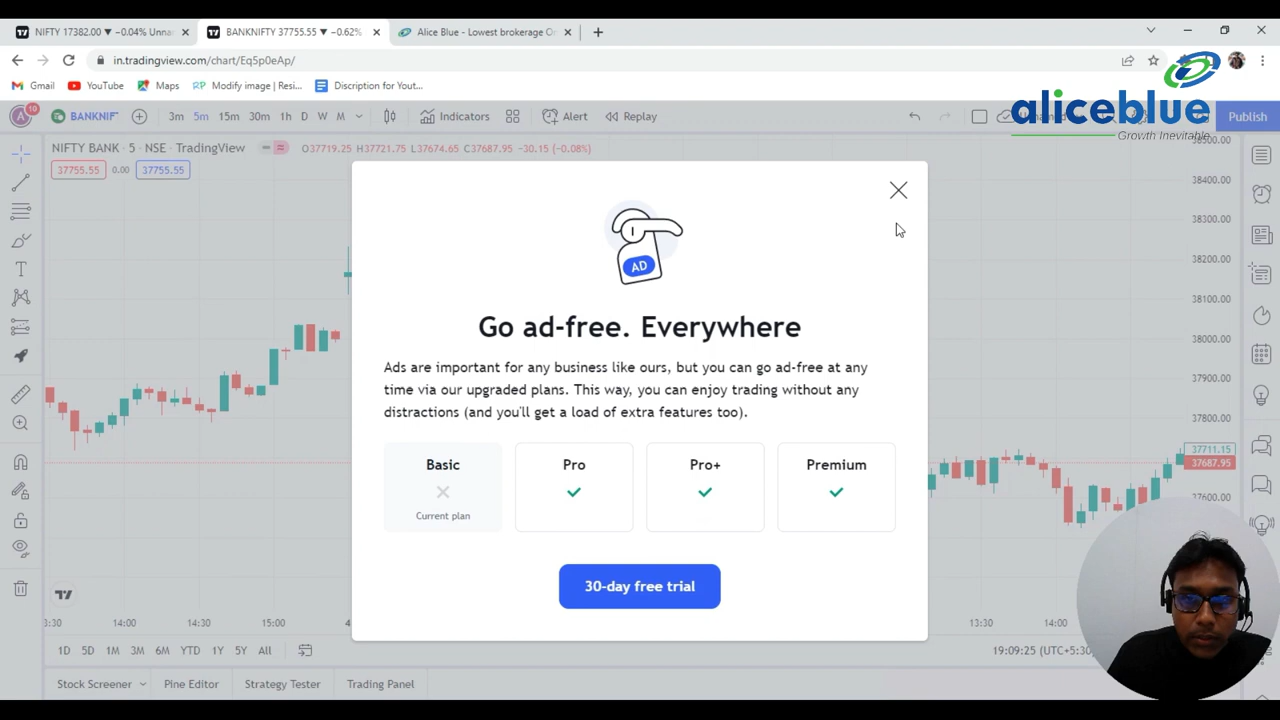 NIFTY 17382.00 ▼ −0.04% Unna
BANKNIFTY 37755.55 ▼ −0.62%
Alice Blue - Lowest brokerage O
in.tradingview.com/chart/Eq5p0eAp/
Gmail
YouTube
Maps
RP
Modify image | Resi...
Discription for Yout...
aliceblue
Growth Inevitable
A
10
BANKNIF
3m
5m
15m
30m
1h
D
W
M
Indicators
Alert
Replay
Publish
NIFTY BANK · 5 · NSE · TradingView
O37719.25 H37721.75 L37674.65 C37687.95 −30.15 (−0.08%)
37755.55
0.00
37755.55
AD
Go ad-free. Everywhere
Ads are important for any business like ours, but you can go ad-free at any
time via our upgraded plans. This way, you can enjoy trading without any
distractions (and you'll get a load of extra features too).
Basic
Current plan
Pro
Pro+
Premium
30-day free trial
38500.00
38400.00
38300.00
38200.00
38100.00
38000.00
37900.00
37800.00
37711.15
37687.95
37600.00
3:30
14:00
14:30
15:00
13:30
14:00
1D
5D
1M
3M
6M
YTD
1Y
5Y
All
19:09:25 (UTC+5:30
Stock Screener
Pine Editor
Strategy Tester
Trading Panel